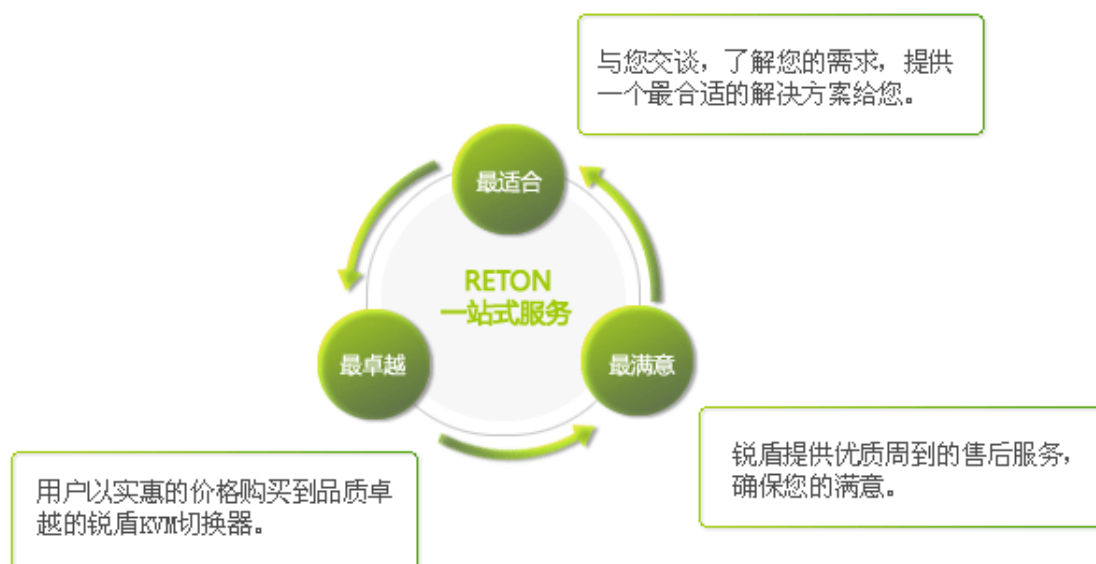 与您交谈，了解您的需求，提供
一个最合适的解决方案给您。
最适合
RETON
一站式服务
最卓越
最满意
锐盾提供优质周到的售后服务，
确保您的满意。
用户以实惠的价格购买到品质卓
越的锐盾KVM切换器。